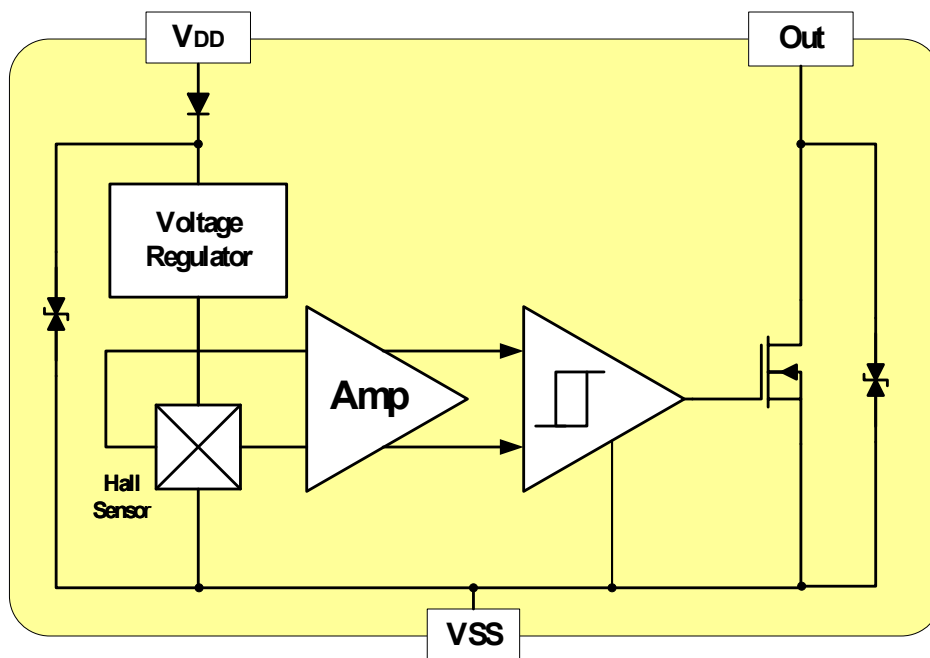 VDD
Out
Voltage
Regulator
Amp
Hall
Sensor
VSS